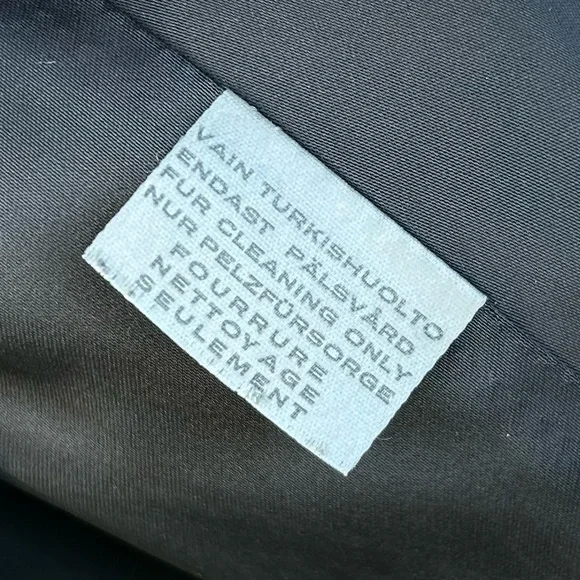 VAIN TURKISHUOLTO
ENDAST PÄLSVÅRD
FUR CLEANING ONLY
NUR PELZFÜRSORGE
FOURRURE
NETTOYAGE
SEULEMENT